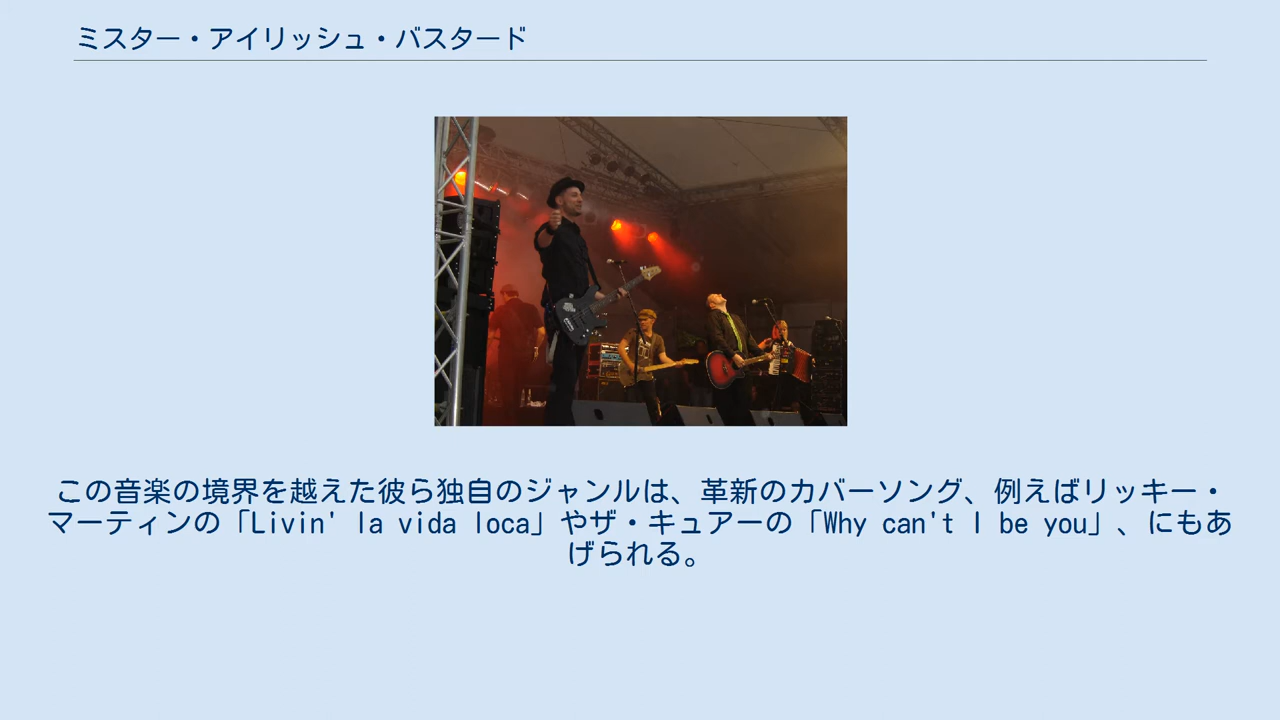 ミスター・アイリッシュ・バスタード
この音楽の境界を越えた彼ら独自のジャンルは、革新のカバーソング、例えばリッキー・
マーティンの「Livin' la vida loca」やザ・キュアーの「Why can't I be you」、にもあ
げられる。